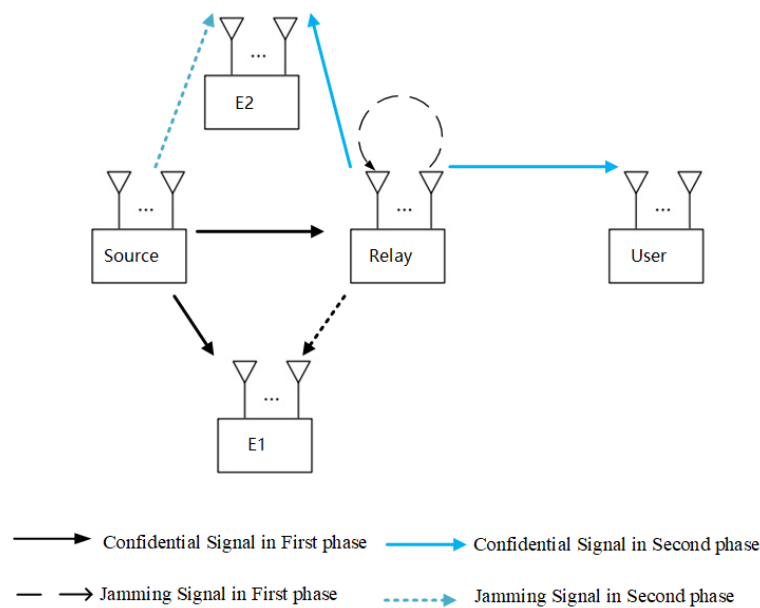 ...
E2
...
...
...
Source
Relay
User
...
E1
Confidential Signal in First phase
Confidential Signal in Second phase
Jamming Signal in First phase
Jamming Signal in Second phase